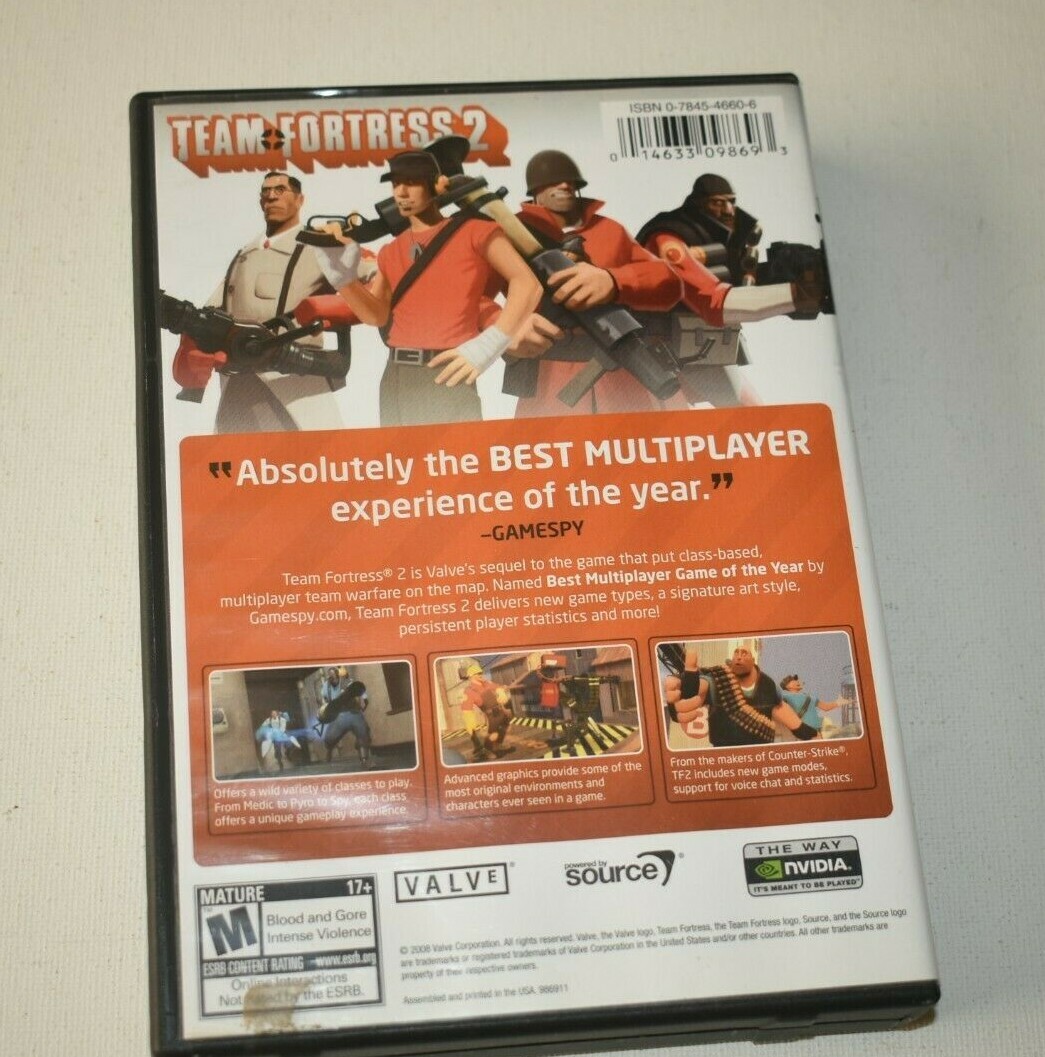 TEAM FORTRESS 2
ISBN 0-7845-4660-6
0 14633 09869 3
"Absolutely the BEST MULTIPLAYER
experience of the year."
–GAMESPY
Team Fortress® 2 is Valve's sequel to the game that put class-based,
multiplayer team warfare on the map. Named Best Multiplayer Game of the Year by
Gamespy.com, Team Fortress 2 delivers new game types, a signature art style,
persistent player statistics and more!
Offers a wild variety of classes to play.
From Medic to Pyro to Spy, each class
offers a unique gameplay experience.
Advanced graphics provide some of the
most original environments and
characters ever seen in a game.
From the makers of Counter-Strike®,
TF2 includes new game modes,
support for voice chat and statistics.
MATURE 17+
M
Blood and Gore
Intense Violence
ESRB CONTENT RATING www.esrb.org
Online Interactions
Not Rated by the ESRB.
VALVE®
powered by
source®
THE WAY
NVIDIA.
IT'S MEANT TO BE PLAYED™
© 2008 Valve Corporation. All rights reserved. Valve, the Valve logo, Team Fortress, the Team Fortress logo, Source, and the Source logo
are trademarks or registered trademarks of Valve Corporation in the United States and/or other countries. All other trademarks are
property of their respective owners.
Assembled and printed in the USA. 986911